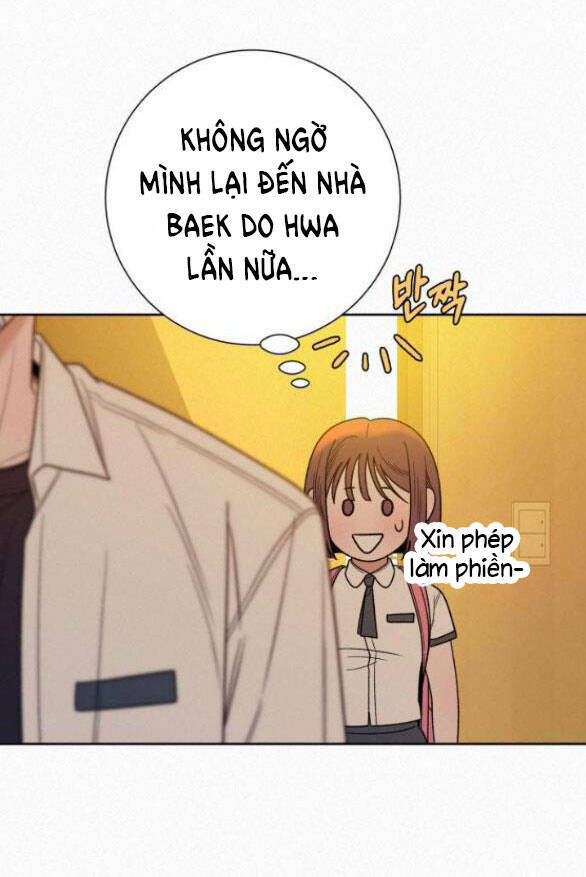 KHÔNG NGỜ
MÌNH LẠI ĐẾN NHÀ
BAEK DO HWA
LẦN NỮA...
반짝
Xin phép
làm phiền-